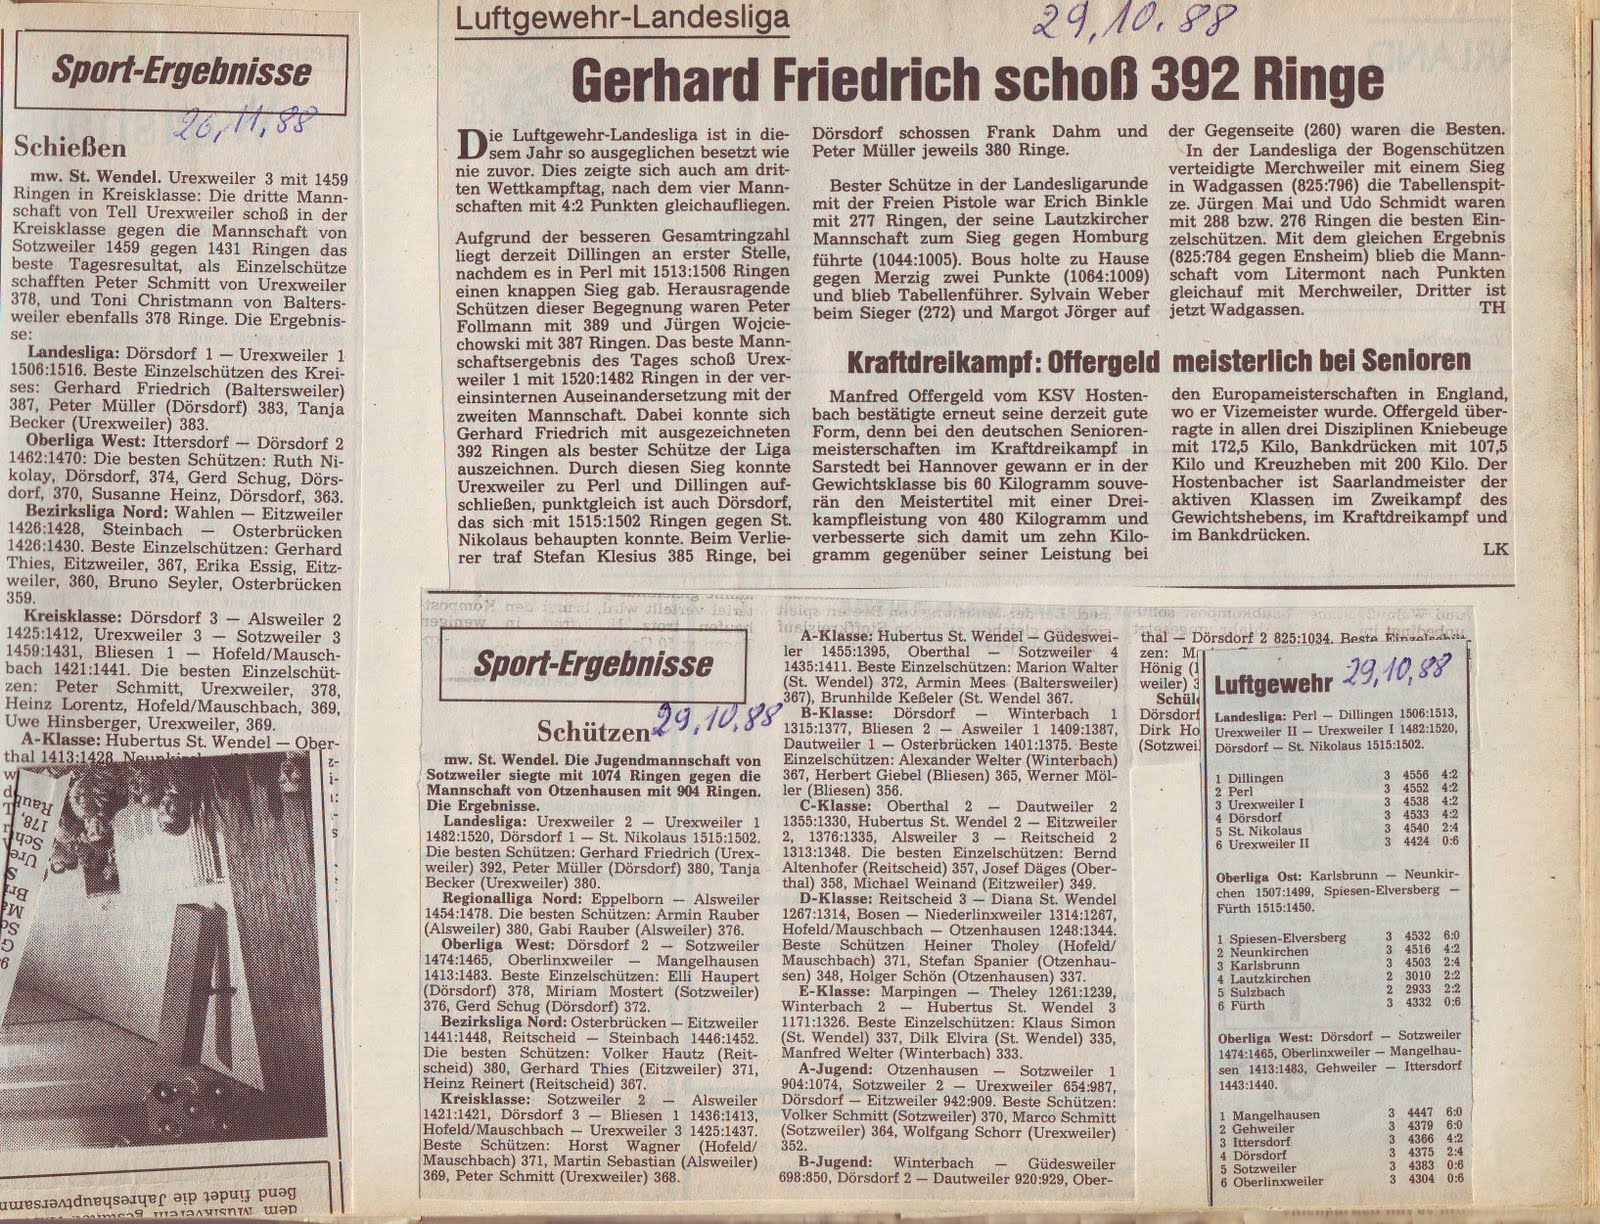 Sport-Ergebnisse
26.11.88
Schießen
mw. St. Wendel. Urexweiler 3 mit 1459
Ringen in Kreisklasse: Die dritte Mann-
schaft von Tell Urexweiler schoß in der
Kreisklasse gegen die Mannschaft von
Sotzweiler 1459 gegen 1431 Ringen das
beste Tagesresultat, als Einzelschütze
schafften Peter Schmitt von Urexweiler
378, und Toni Christmann von Balters-
weiler ebenfalls 378 Ringe. Die Ergebnis-
se:
Landesliga: Dörsdorf 1 — Urexweiler 1
1506:1516. Beste Einzelschützen des Krei-
ses: Gerhard Friedrich (Baltersweiler)
387, Peter Müller (Dörsdorf) 383, Tanja
Becker (Urexweiler) 383.
Oberliga West: Ittersdorf — Dörsdorf 2
1462:1470: Die besten Schützen: Ruth Ni-
kolay, Dörsdorf, 374, Gerd Schug, Dörs-
dorf, 370, Susanne Heinz, Dörsdorf, 363.
Bezirksliga Nord: Wahlen — Eitzweiler
1426:1428, Steinbach — Osterbrücken
1426:1430. Beste Einzelschützen: Gerhard
Thies, Eitzweiler, 367, Erika Essig, Eitz-
weiler, 360, Bruno Seyler, Osterbrücken
359.
Kreisklasse: Dörsdorf 3 — Alsweiler 2
1425:1412, Urexweiler 3 — Sotzweiler 3
1459:1431, Bliesen 1 — Hofeld/Mausch-
bach 1421:1441. Die besten Einzelschüt-
zen: Peter Schmitt, Urexweiler, 378,
Heinz Lorentz, Hofeld/Mauschbach, 369,
Uwe Hinsberger, Urexweiler, 369.
A-Klasse: Hubertus St. Wendel — Ober-
thal 1413:1428,
Luftgewehr-Landesliga
29.10.88
Gerhard Friedrich schoß 392 Ringe
Die Luftgewehr-Landesliga ist in die-
sem Jahr so ausgeglichen besetzt wie
nie zuvor. Dies zeigte sich auch am drit-
ten Wettkampftag, nach dem vier Mann-
schaften mit 4:2 Punkten gleichaufliegen.
Aufgrund der besseren Gesamtringzahl
liegt derzeit Dillingen an erster Stelle,
nachdem es in Perl mit 1513:1506 Ringen
einen knappen Sieg gab. Herausragende
Schützen dieser Begegnung waren Peter
Follmann mit 389 und Jürgen Wojcie-
chowski mit 387 Ringen. Das beste Mann-
schaftsergebnis des Tages schoß Urex-
weiler 1 mit 1520:1482 Ringen in der ver-
einsinternen Auseinandersetzung mit der
zweiten Mannschaft. Dabei konnte sich
Gerhard Friedrich mit ausgezeichneten
392 Ringen als bester Schütze der Liga
auszeichnen. Durch diesen Sieg konnte
Urexweiler zu Perl und Dillingen auf-
schließen, punktgleich ist auch Dörsdorf,
das sich mit 1515:1502 Ringen gegen St.
Nikolaus behaupten konnte. Beim Verlie-
rer traf Stefan Klesius 385 Ringe, bei
Dörsdorf schossen Frank Dahm und
Peter Müller jeweils 380 Ringe.
Bester Schütze in der Landesligarunde
mit der Freien Pistole war Erich Binkle
mit 277 Ringen, der seine Lautzkircher
Mannschaft zum Sieg gegen Homburg
führte (1044:1005). Bous holte zu Hause
gegen Merzig zwei Punkte (1064:1009)
und blieb Tabellenführer. Sylvain Weber
beim Sieger (272) und Margot Jörger auf
der Gegenseite (260) waren die Besten.
In der Landesliga der Bogenschützen
verteidigte Merchweiler mit einem Sieg
in Wadgassen (825:796) die Tabellenspit-
ze. Jürgen Mai und Udo Schmidt waren
mit 288 bzw. 276 Ringen die besten Ein-
zelschützen. Mit dem gleichen Ergebnis
(825:784 gegen Ensheim) blieb die Mann-
schaft vom Litermont nach Punkten
gleichauf mit Merchweiler, Dritter ist
jetzt Wadgassen. TH
Kraftdreikampf: Offergeld meisterlich bei Senioren
Manfred Offergeld vom KSV Hosten-
bach bestätigte erneut seine derzeit gute
Form, denn bei den deutschen Senioren-
meisterschaften im Kraftdreikampf in
Sarstedt bei Hannover gewann er in der
Gewichtsklasse bis 60 Kilogramm souve-
rän den Meistertitel mit einer Drei-
kampfleistung von 480 Kilogramm und
verbesserte sich damit um zehn Kilo-
gramm gegenüber seiner Leistung bei
den Europameisterschaften in England,
wo er Vizemeister wurde. Offergeld über-
ragte in allen drei Disziplinen Kniebeuge
mit 172,5 Kilo, Bankdrücken mit 107,5
Kilo und Kreuzheben mit 200 Kilo. Der
Hostenbacher ist Saarlandmeister der
aktiven Klassen im Zweikampf des
Gewichtshebens, im Kraftdreikampf und
im Bankdrücken.
LK
Sport-Ergebnisse
29.10.88
Schützen
mw. St. Wendel. Die Jugendmannschaft von
Sotzweiler siegte mit 1074 Ringen gegen die
Mannschaft von Otzenhausen mit 904 Ringen.
Die Ergebnisse.
Landesliga: Urexweiler 2 — Urexweiler 1
1482:1520, Dörsdorf 1 — St. Nikolaus 1515:1502.
Die besten Schützen: Gerhard Friedrich (Urex-
weiler) 392, Peter Müller (Dörsdorf) 380, Tanja
Becker (Urexweiler) 380.
Regionalliga Nord: Eppelborn — Alsweiler
1454:1478. Die besten Schützen: Armin Rauber
(Alsweiler) 380, Gabi Rauber (Alsweiler) 376.
Oberliga West: Dörsdorf 2 — Sotzweiler
1474:1465, Oberlinxweiler — Mangelhausen
1413:1483. Beste Einzelschützen: Elli Haupert
(Dörsdorf) 378, Miriam Mostert (Sotzweiler)
376, Gerd Schug (Dörsdorf) 372.
Bezirksliga Nord: Osterbrücken — Eitzweiler
1441:1448, Reitscheid — Steinbach 1446:1452.
Die besten Schützen: Volker Hautz (Reit-
scheid) 380, Gerhard Thies (Eitzweiler) 371,
Heinz Reinert (Reitscheid) 367.
Kreisklasse: Sotzweiler 2 — Alsweiler
1421:1421, Dörsdorf 3 — Bliesen 1 1436:1413,
Hofeld/Mauschbach — Urexweiler 3 1425:1437.
Beste Schützen: Horst Wagner (Hofeld/
Mauschbach) 371, Martin Sebastian (Alsweiler)
369, Peter Schmitt (Urexweiler) 368.
A-Klasse: Hubertus St. Wendel — Güdeswei-
ler 1455:1395, Oberthal — Sotzweiler 4
1435:1411. Beste Einzelschützen: Marion Walter
(St. Wendel) 372, Armin Mees (Baltersweiler)
367), Brunhilde Keßeler (St. Wendel 367.
B-Klasse: Dörsdorf — Winterbach 1
1315:1377, Bliesen 2 — Asweiler 1 1409:1387,
Dautweiler 1 — Osterbrücken 1401:1375. Beste
Einzelschützen: Alexander Welter (Winterbach)
367, Herbert Giebel (Bliesen) 365, Werner Möl-
ler (Bliesen) 356.
C-Klasse: Oberthal 2 — Dautweiler 2
1355:1330, Hubertus St. Wendel 2 — Eitzweiler
2, 1376:1335, Alsweiler 3 — Reitscheid 2
1313:1348. Die besten Einzelschützen: Bernd
Altenhofer (Reitscheid) 357, Josef Däges (Ober-
thal) 358, Michael Weinand (Eitzweiler) 349.
D-Klasse: Reitscheid 3 — Diana St. Wendel
1267:1314, Bosen — Niederlinxweiler 1314:1267,
Hofeld/Mauschbach — Otzenhausen 1248:1344.
Beste Schützen Heiner Tholey (Hofeld/
Mauschbach) 371, Stefan Spanier (Otzenhau-
sen) 348, Holger Schön (Otzenhausen) 337.
E-Klasse: Marpingen — Theley 1261:1239,
Winterbach 2 — Hubertus St. Wendel 3
1171:1326. Beste Einzelschützen: Klaus Simon
(St. Wendel) 337, Dilk Elvira (St. Wendel) 335,
Manfred Welter (Winterbach) 333.
A-Jugend: Otzenhausen — Sotzweiler 1
904:1074, Sotzweiler 2 — Urexweiler 654:987,
Dörsdorf — Eitzweiler 942:909. Beste Schützen:
Volker Schmitt (Sotzweiler) 370, Marco Schmitt
(Sotzweiler) 364, Wolfgang Schorr (Urexweiler)
352.
B-Jugend: Winterbach — Güdesweiler
698:850, Dörsdorf 2 — Dautweiler 920:929, Ober-
thal — Dörsdorf 2 825:1034. Beste Einzelschüt-
zen:
Hönig
weiler)
Dörsdorf
Dirk Ho
(Sotzwei
Luftgewehr 29.10.88
Landesliga: Perl — Dillingen 1506:1513,
Urexweiler II — Urexweiler I 1482:1520,
Dörsdorf — St. Nikolaus 1515:1502.
1 Dillingen 3 4556 4:2
2 Perl 3 4552 4:2
3 Urexweiler I 3 4538 4:2
4 Dörsdorf 3 4533 4:2
5 St. Nikolaus 3 4540 2:4
6 Urexweiler II 3 4424 0:6
Oberliga Ost: Karlsbrunn — Neunkir-
chen 1507:1499, Spiesen-Elversberg —
Fürth 1515:1450.
1 Spiesen-Elversberg 3 4532 6:0
2 Neunkirchen 3 4516 4:2
3 Karlsbrunn 3 4503 2:4
4 Lautzkirchen 2 3010 2:2
5 Sulzbach 2 2933 2:2
6 Fürth 3 4332 0:6
Oberliga West: Dörsdorf — Sotzweiler
1474:1465, Oberlinxweiler — Mangelhau-
sen 1413:1483, Gehweiler — Ittersdorf
1443:1440.
1 Mangelhausen 3 4447 6:0
2 Gehweiler 3 4379 6:0
3 Ittersdorf 3 4366 4:2
4 Dörsdorf 3 4375 2:4
5 Sotzweiler 3 4383 0:6
6 Oberlinxweiler 3 4304 0:6